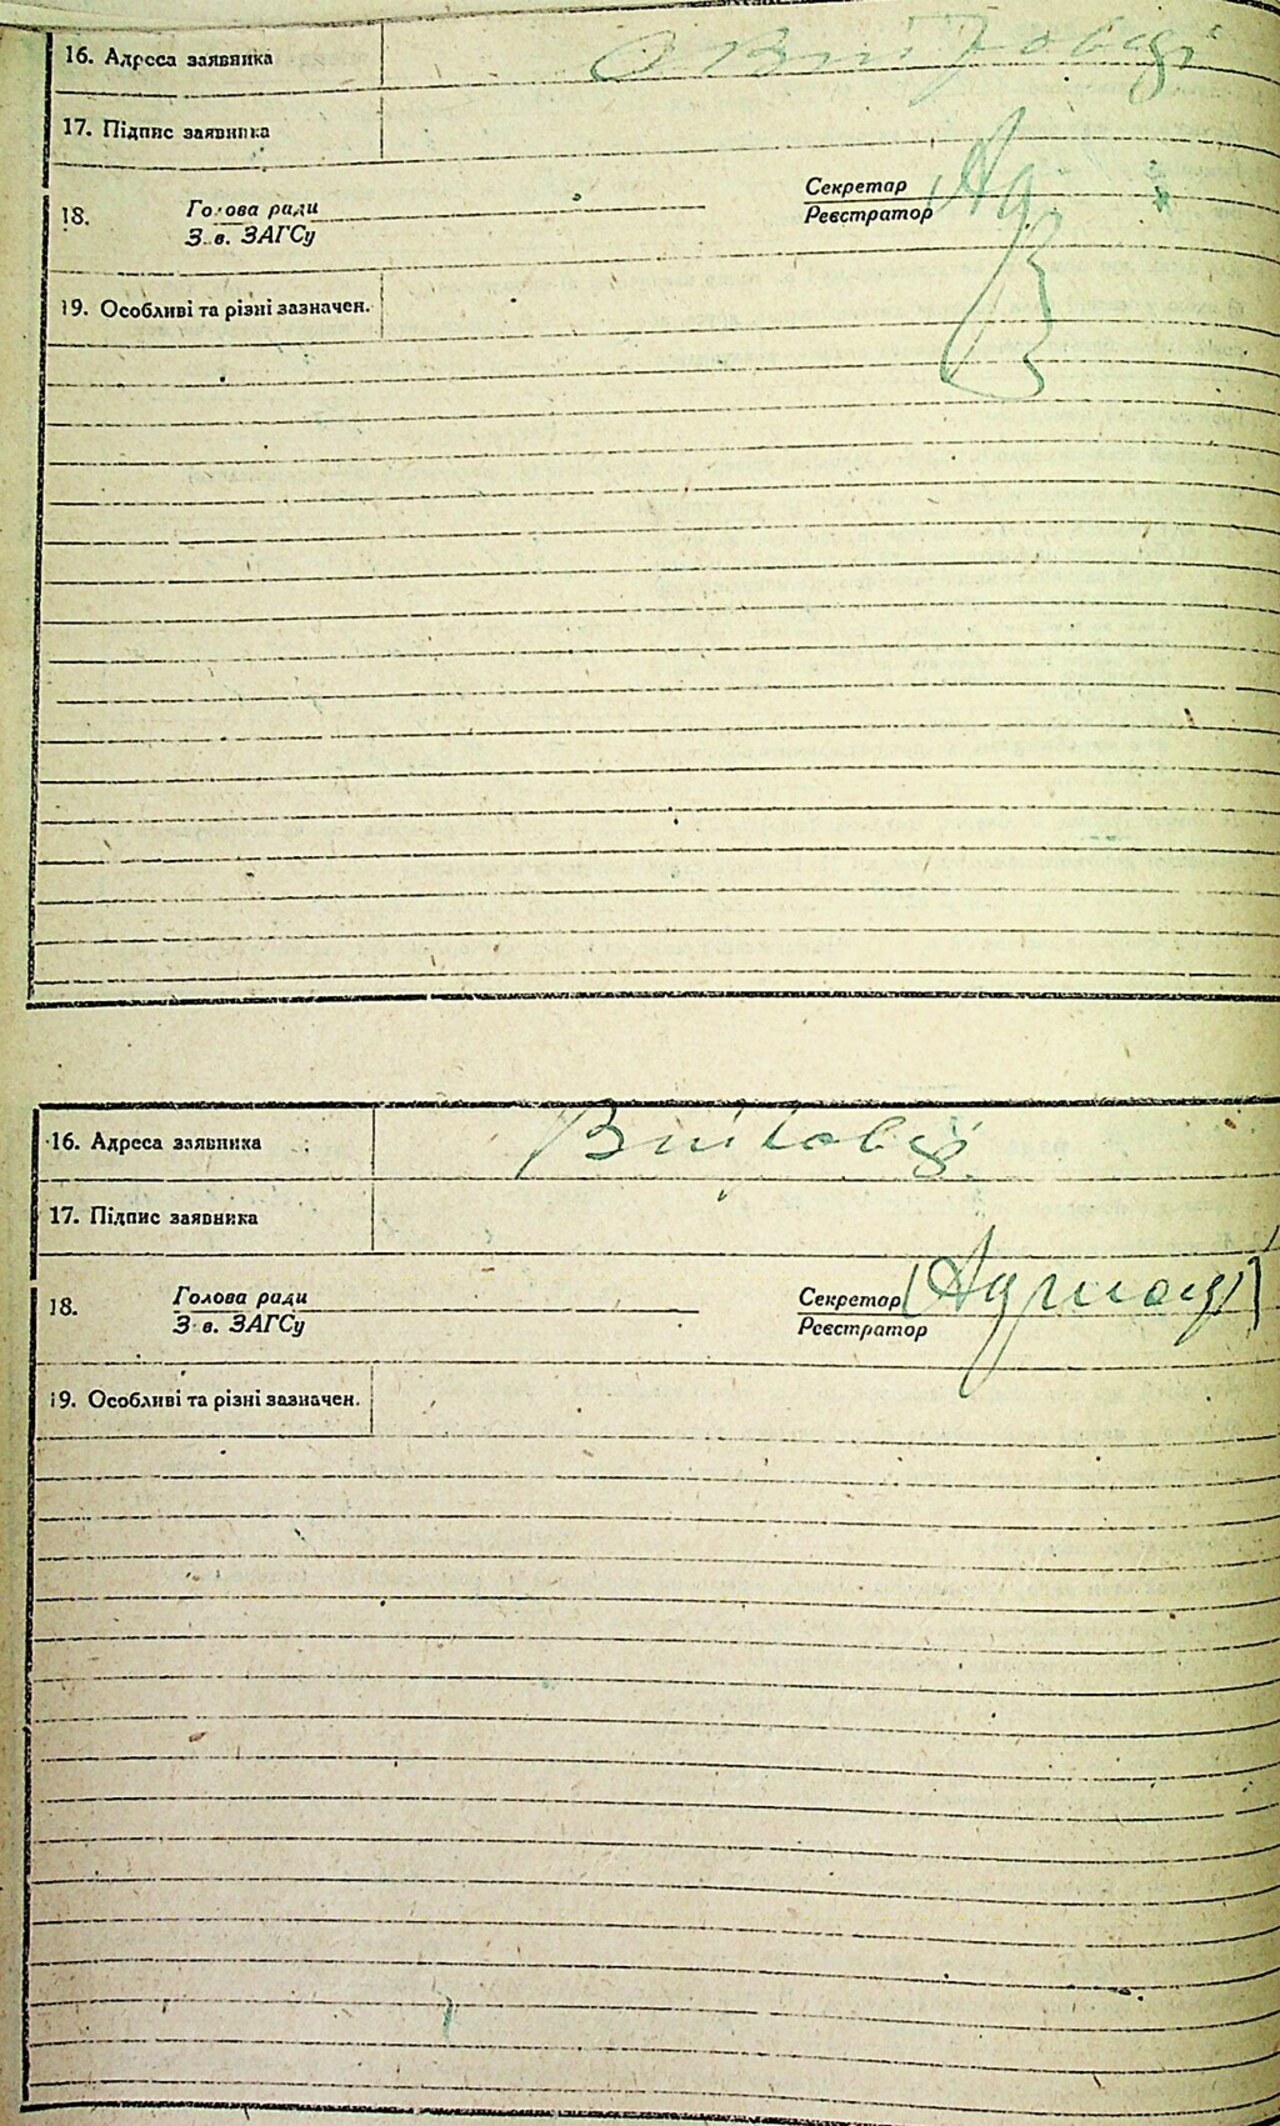 16. Адреса заявника
17. Підпис заявника
18. Голова ради Секретар
З. в. ЗАГСу Реєстратор
19. Особливі та різні зазначен.
16. Адреса заявника
17. Підпис заявника
18. Голова ради Секретар
З. в. ЗАГСу Реєстратор
19. Особливі та різні зазначен.